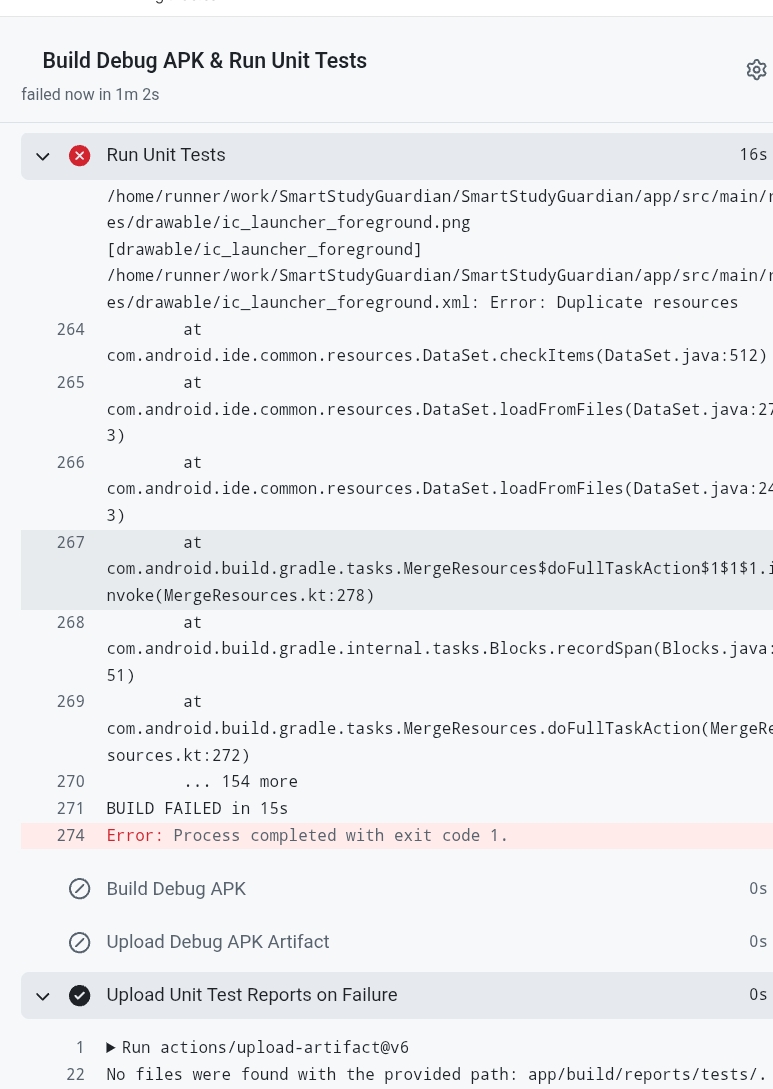 Build Debug APK & Run Unit Tests
failed now in 1m 2s
Run Unit Tests 16s
/home/runner/work/SmartStudyGuardian/SmartStudyGuardian/app/src/main/r
es/drawable/ic_launcher_foreground.png
[drawable/ic_launcher_foreground]
/home/runner/work/SmartStudyGuardian/SmartStudyGuardian/app/src/main/r
es/drawable/ic_launcher_foreground.xml: Error: Duplicate resources
264 at
com.android.ide.common.resources.DataSet.checkItems(DataSet.java:512)
265 at
com.android.ide.common.resources.DataSet.loadFromFiles(DataSet.java:27
3)
266 at
com.android.ide.common.resources.DataSet.loadFromFiles(DataSet.java:24
3)
267 at
com.android.build.gradle.tasks.MergeResources$doFullTaskAction$1$1$1.i
nvoke(MergeResources.kt:278)
268 at
com.android.build.gradle.internal.tasks.Blocks.recordSpan(Blocks.java:
51)
269 at
com.android.build.gradle.tasks.MergeResources.doFullTaskAction(MergeRe
sources.kt:272)
270 ... 154 more
271 BUILD FAILED in 15s
274 Error: Process completed with exit code 1.
Build Debug APK 0s
Upload Debug APK Artifact 0s
Upload Unit Test Reports on Failure 0s
1 Run actions/upload-artifact@v6
22 No files were found with the provided path: app/build/reports/tests/.